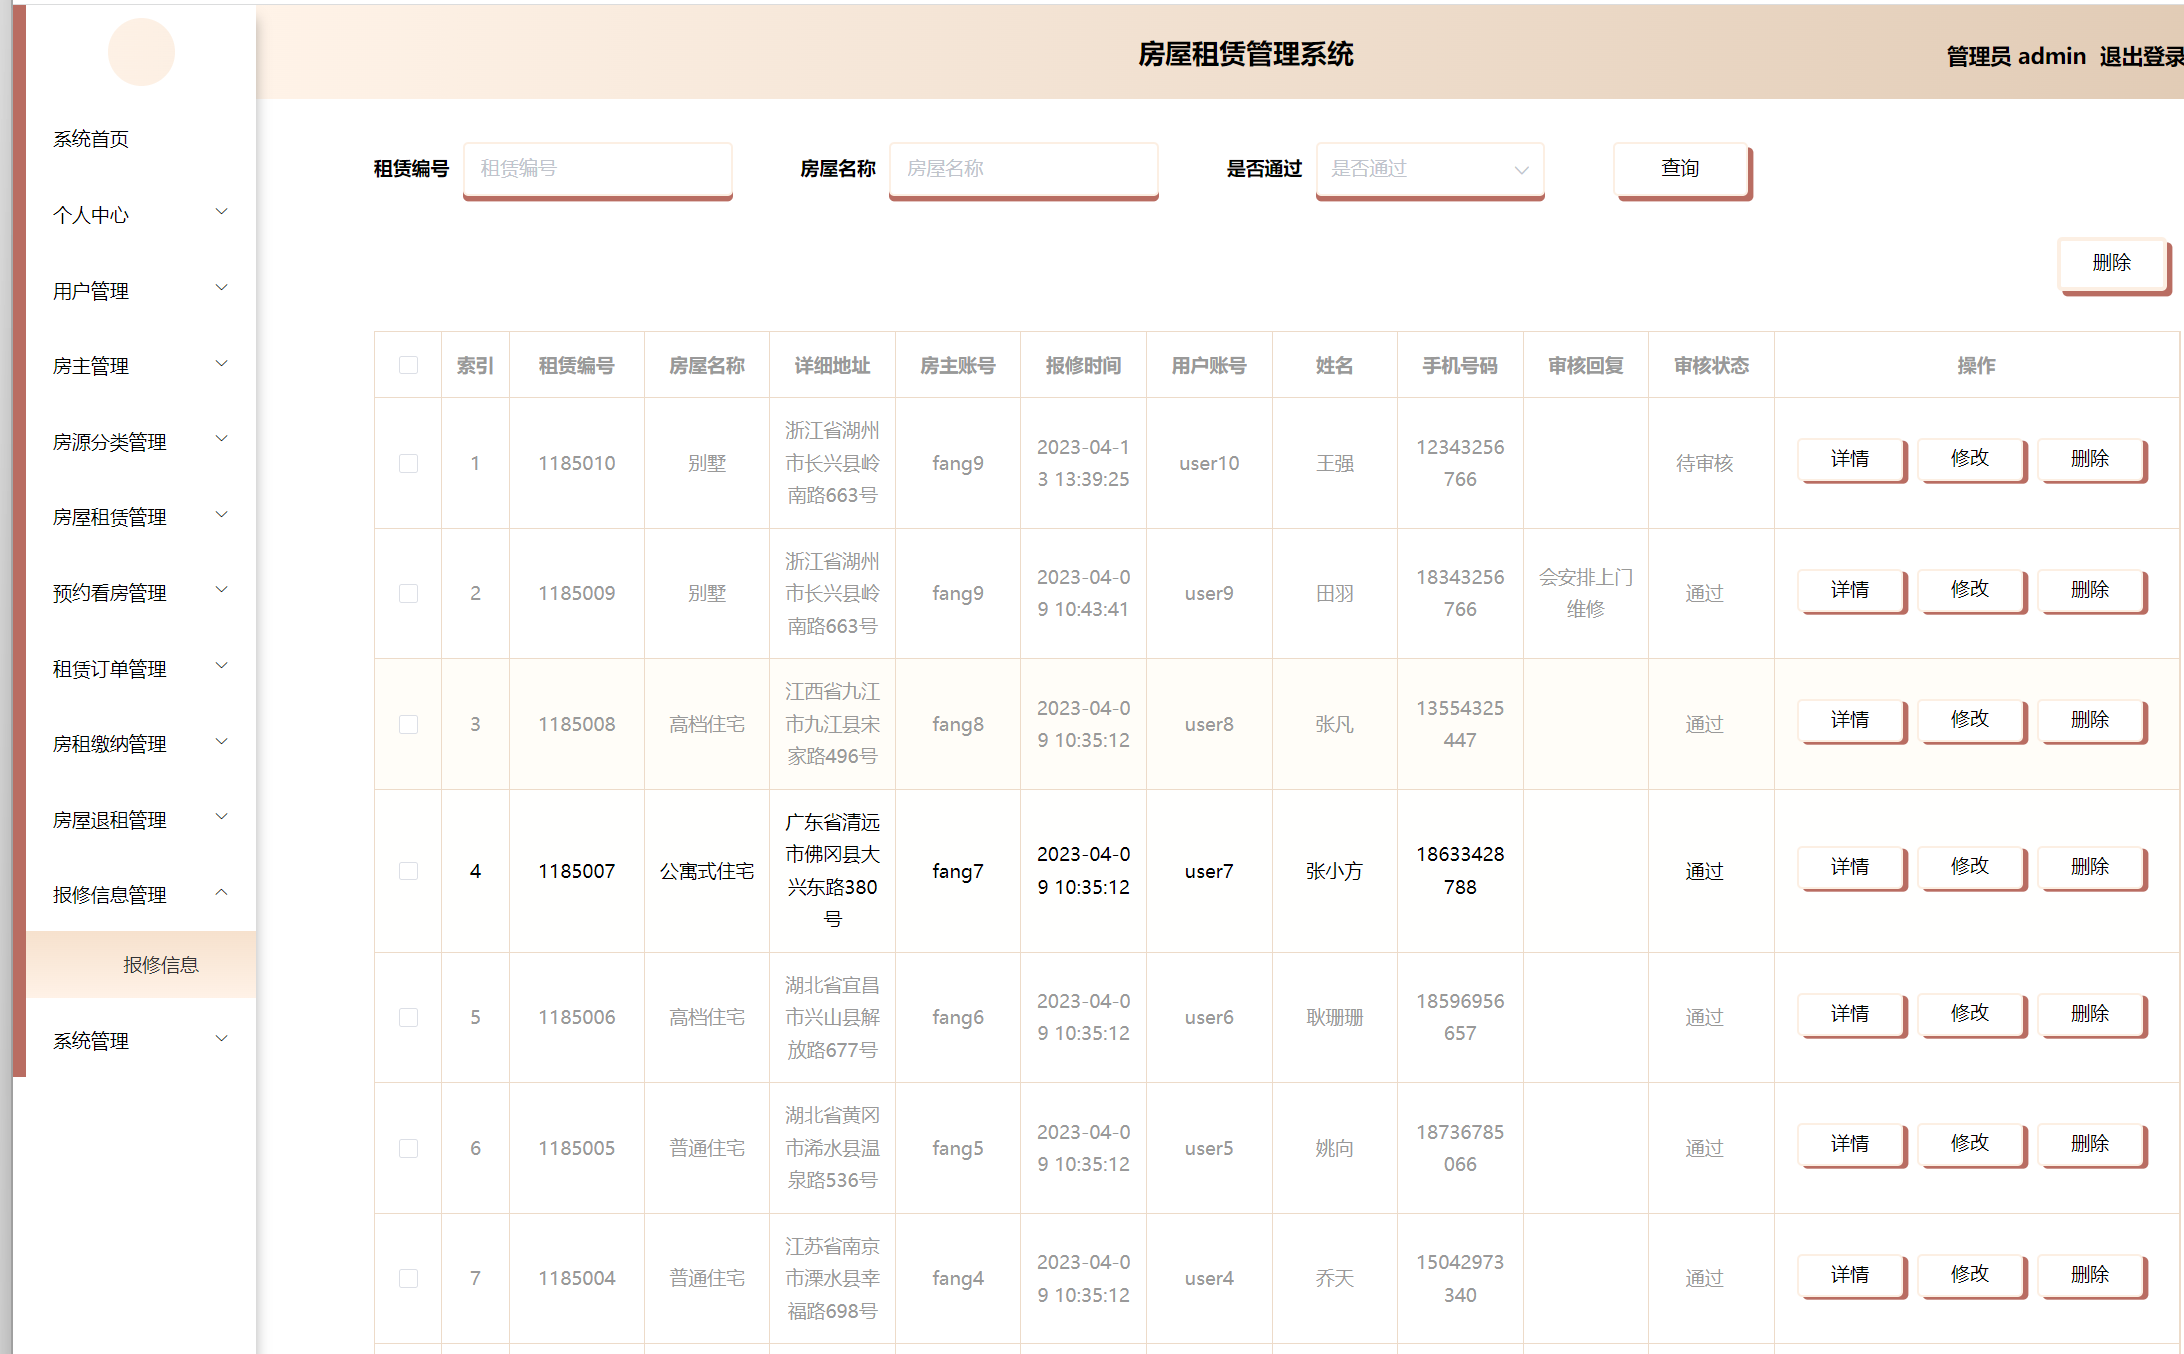 房屋租赁管理系统
管理员 admin 退出登录
系统首页
个人中心
用户管理
房主管理
房源分类管理
房屋租赁管理
预约看房管理
租赁订单管理
房租缴纳管理
房屋退租管理
报修信息管理
报修信息
系统管理
租赁编号 租赁编号 房屋名称 房屋名称 是否通过 是否通过 查询
删除
索引 租赁编号 房屋名称 详细地址 房主账号 报修时间 用户账号 姓名 手机号码 审核回复 审核状态 操作
1 1185010 别墅 浙江省湖州市长兴县岭南路663号 fang9 2023-04-13 13:39:25 user10 王强 12343256766 待审核 详情 修改 删除
2 1185009 别墅 浙江省湖州市长兴县岭南路663号 fang9 2023-04-09 10:43:41 user9 田羽 18343256766 会安排上门维修 通过 详情 修改 删除
3 1185008 高档住宅 江西省九江市九江县宋家路496号 fang8 2023-04-09 10:35:12 user8 张凡 13554325447 通过 详情 修改 删除
4 1185007 公寓式住宅 广东省清远市佛冈县大兴东路380号 fang7 2023-04-09 10:35:12 user7 张小方 18633428788 通过 详情 修改 删除
5 1185006 高档住宅 湖北省宜昌市兴山县解放路677号 fang6 2023-04-09 10:35:12 user6 耿珊珊 18596956657 通过 详情 修改 删除
6 1185005 普通住宅 湖北省黄冈市浠水县温泉路536号 fang5 2023-04-09 10:35:12 user5 姚向 18736785066 通过 详情 修改 删除
7 1185004 普通住宅 江苏省南京市溧水县幸福路698号 fang4 2023-04-09 10:35:12 user4 乔天 15042973340 通过 详情 修改 删除